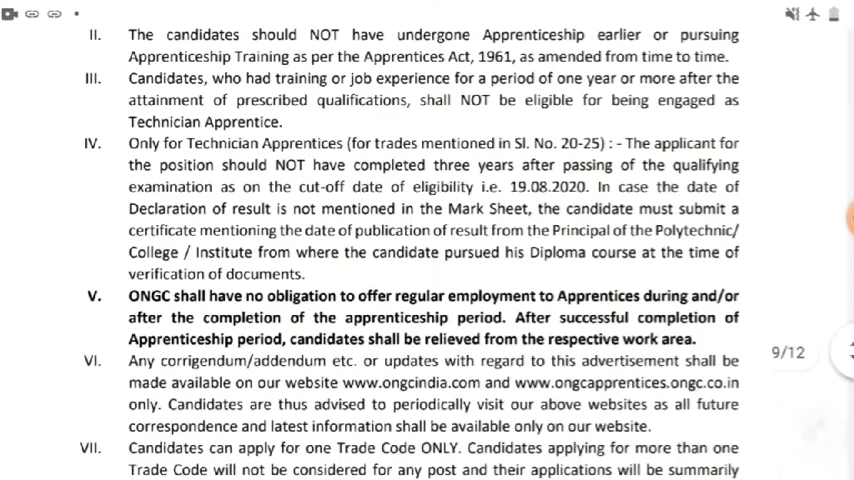 II. The candidates should NOT have undergone Apprenticeship earlier or pursuing
Apprenticeship Training as per the Apprentices Act, 1961, as amended from time to time.
III. Candidates, who had training or job experience for a period of one year or more after the
attainment of prescribed qualifications, shall NOT be eligible for being engaged as
Technician Apprentice.
IV. Only for Technician Apprentices (for trades mentioned in Sl. No. 20-25) : - The applicant for
the position should NOT have completed three years after passing of the qualifying
examination as on the cut-off date of eligibility i.e. 19.08.2020. In case the date of
Declaration of result is not mentioned in the Mark Sheet, the candidate must submit a
certificate mentioning the date of publication of result from the Principal of the Polytechnic/
College / Institute from where the candidate pursued his Diploma course at the time of
verification of documents.
V. ONGC shall have no obligation to offer regular employment to Apprentices during and/or
after the completion of the apprenticeship period. After successful completion of
Apprenticeship period, candidates shall be relieved from the respective work area.
9/12
VI. Any corrigendum/addendum etc. or updates with regard to this advertisement shall be
made available on our website www.ongcindia.com and www.ongcapprentices.ongc.co.in
only. Candidates are thus advised to periodically visit our above websites as all future
correspondence and latest information shall be available only on our website.
VII. Candidates can apply for one Trade Code ONLY. Candidates applying for more than one
Trade Code will not be considered for any post and their applications will be summarily